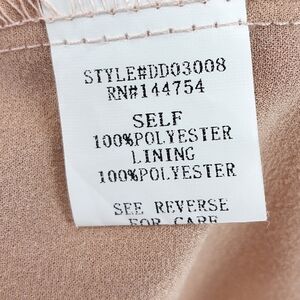 STYLE#DD03008
RN#144754
SELF
100%POLYESTER
LINING
100%POLYESTER
SEE REVERSE
FOR CARE